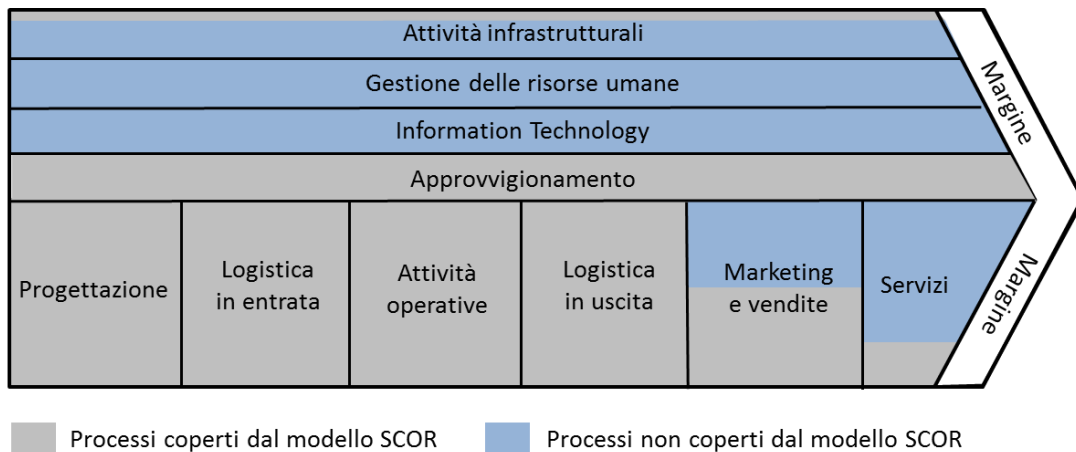 Attività infrastrutturali
Gestione delle risorse umane
Information Technology
Approvvigionamento
Margine
Progettazione
Logistica
in entrata
Attività
operative
Logistica
in uscita
Marketing
e vendite
Servizi
Margine
Processi coperti dal modello SCOR
Processi non coperti dal modello SCOR